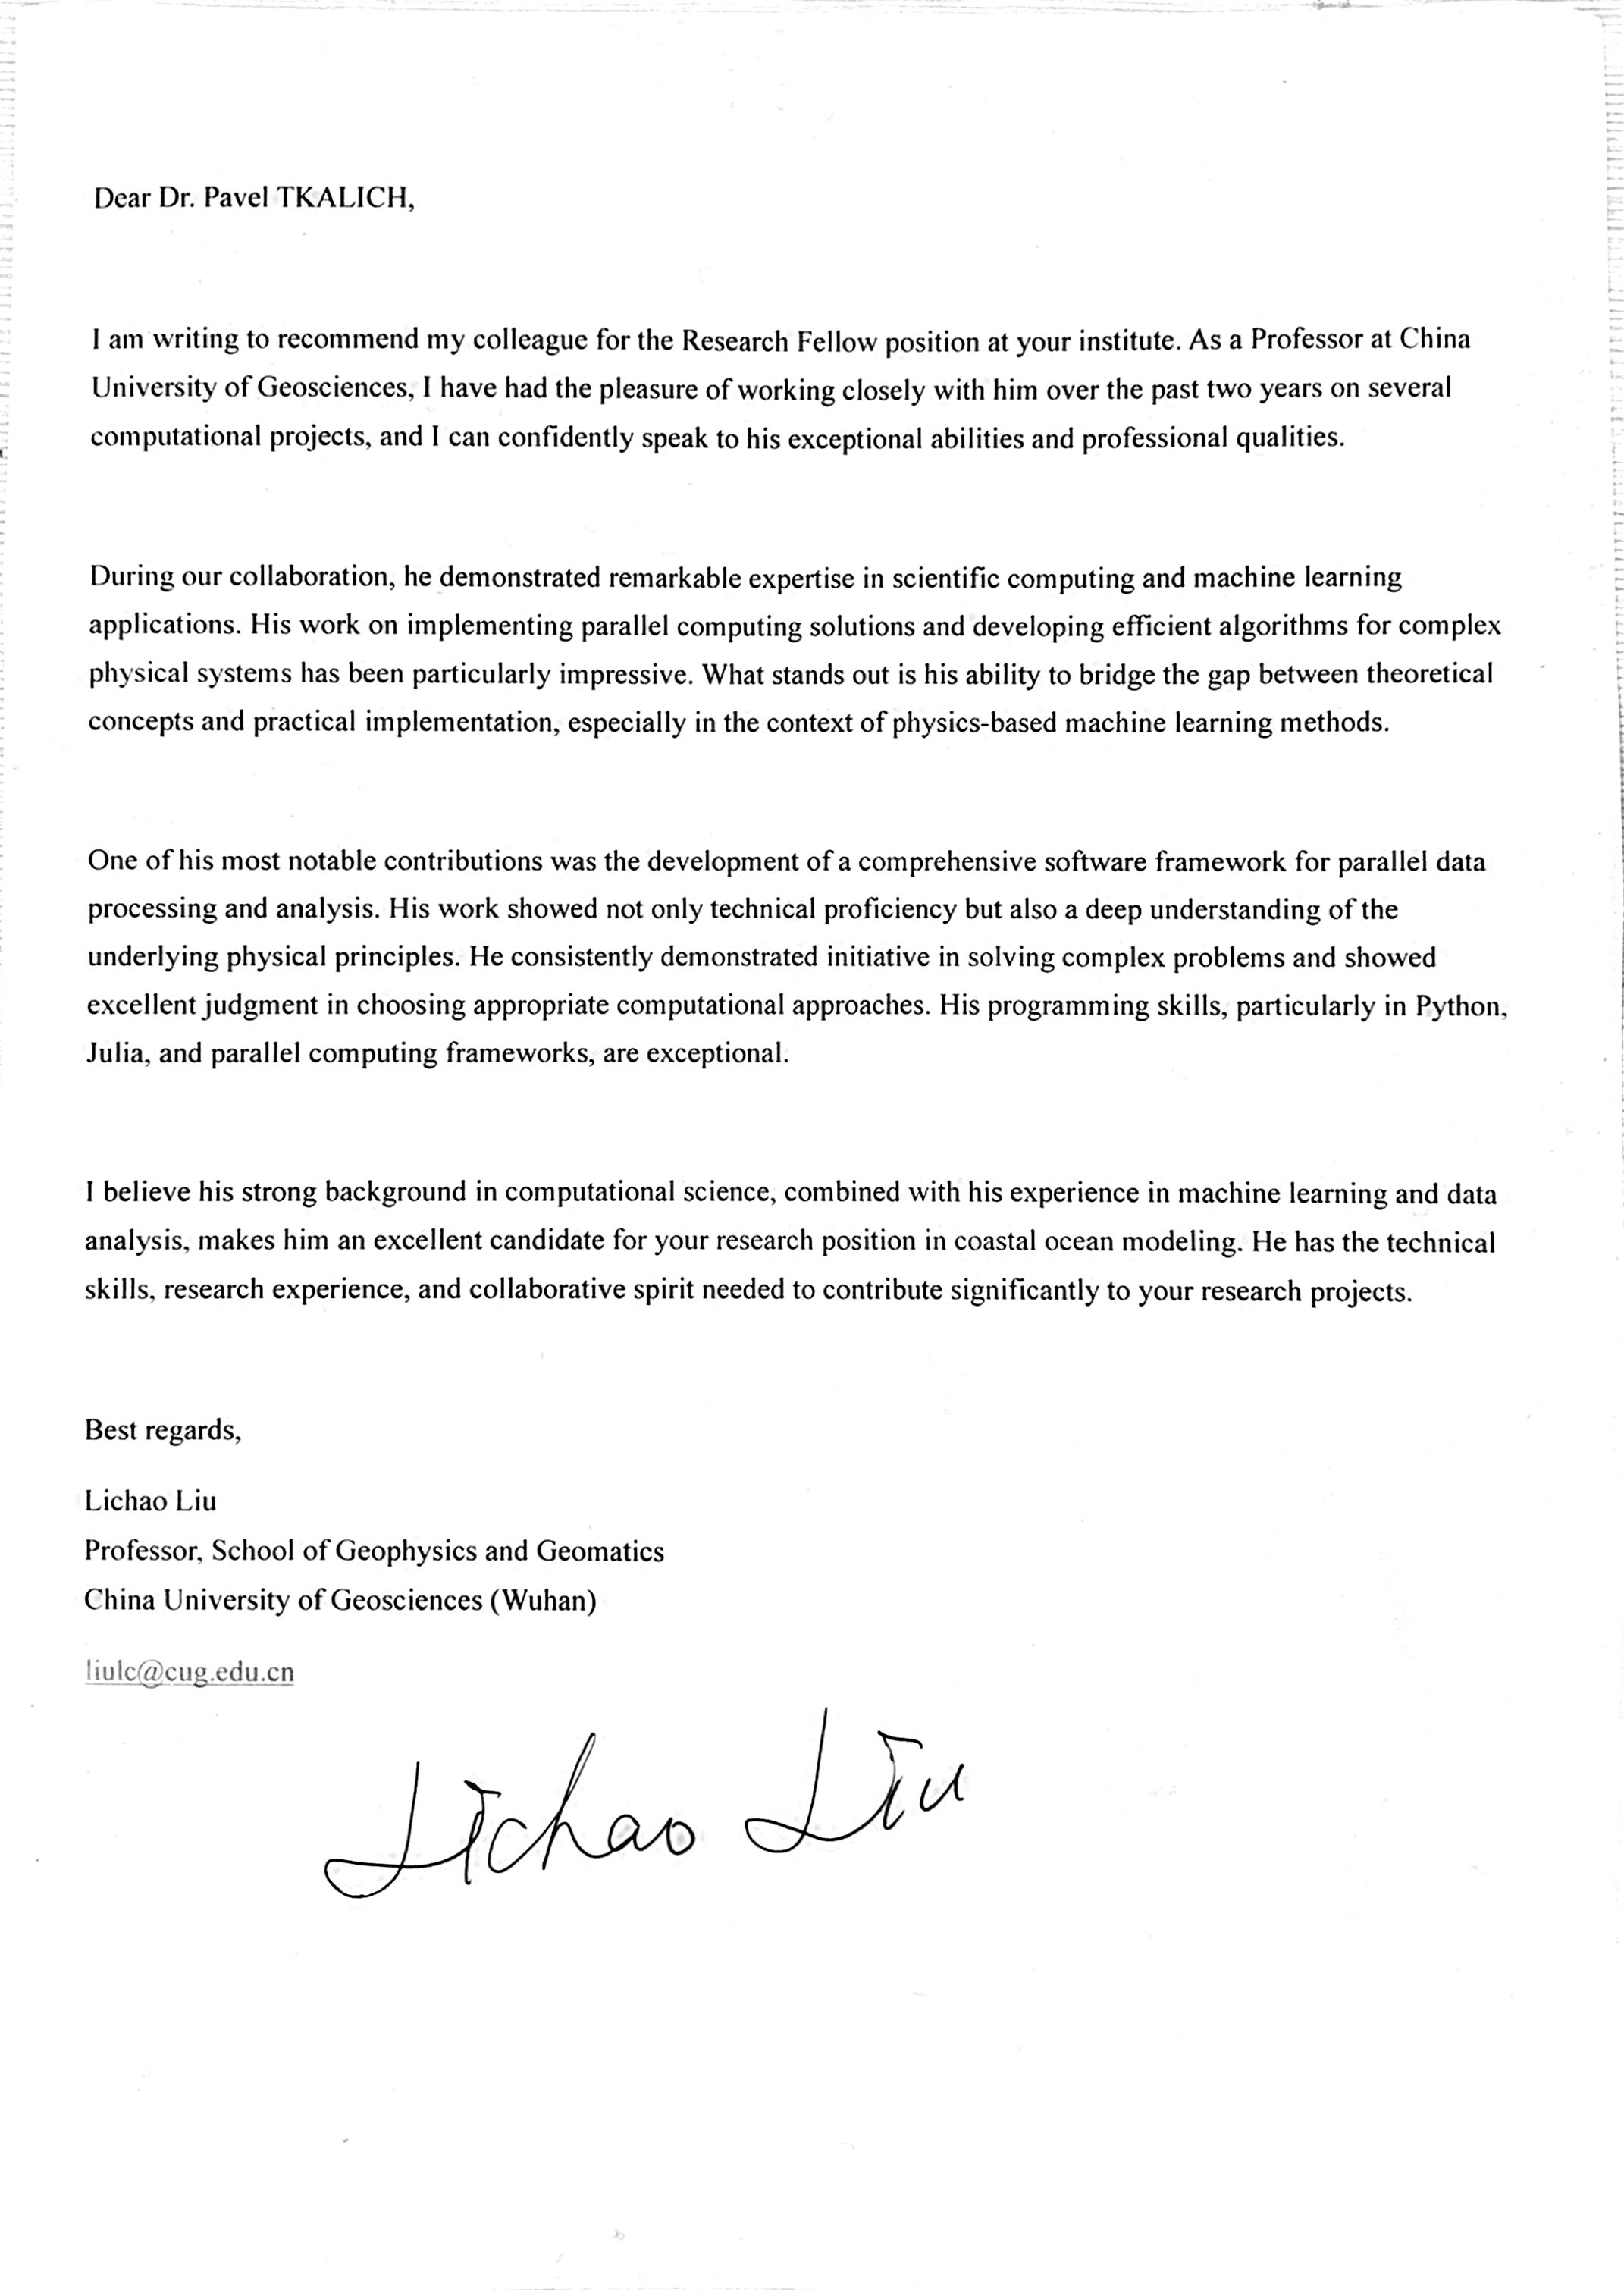 Dear Dr. Pavel TKALICH,
I am writing to recommend my colleague for the Research Fellow position at your institute. As a Professor at China
University of Geosciences, I have had the pleasure of working closely with him over the past two years on several
computational projects, and I can confidently speak to his exceptional abilities and professional qualities.
During our collaboration, he demonstrated remarkable expertise in scientific computing and machine learning
applications. His work on implementing parallel computing solutions and developing efficient algorithms for complex
physical systems has been particularly impressive. What stands out is his ability to bridge the gap between theoretical
concepts and practical implementation, especially in the context of physics-based machine learning methods.
One of his most notable contributions was the development of a comprehensive software framework for parallel data
processing and analysis. His work showed not only technical proficiency but also a deep understanding of the
underlying physical principles. He consistently demonstrated initiative in solving complex problems and showed
excellent judgment in choosing appropriate computational approaches. His programming skills, particularly in Python,
Julia, and parallel computing frameworks, are exceptional.
I believe his strong background in computational science, combined with his experience in machine learning and data
analysis, makes him an excellent candidate for your research position in coastal ocean modeling. He has the technical
skills, research experience, and collaborative spirit needed to contribute significantly to your research projects.
Best regards,
Lichao Liu
Professor, School of Geophysics and Geomatics
China University of Geosciences (Wuhan)
liulc@cug.edu.cn
Lichao Liu